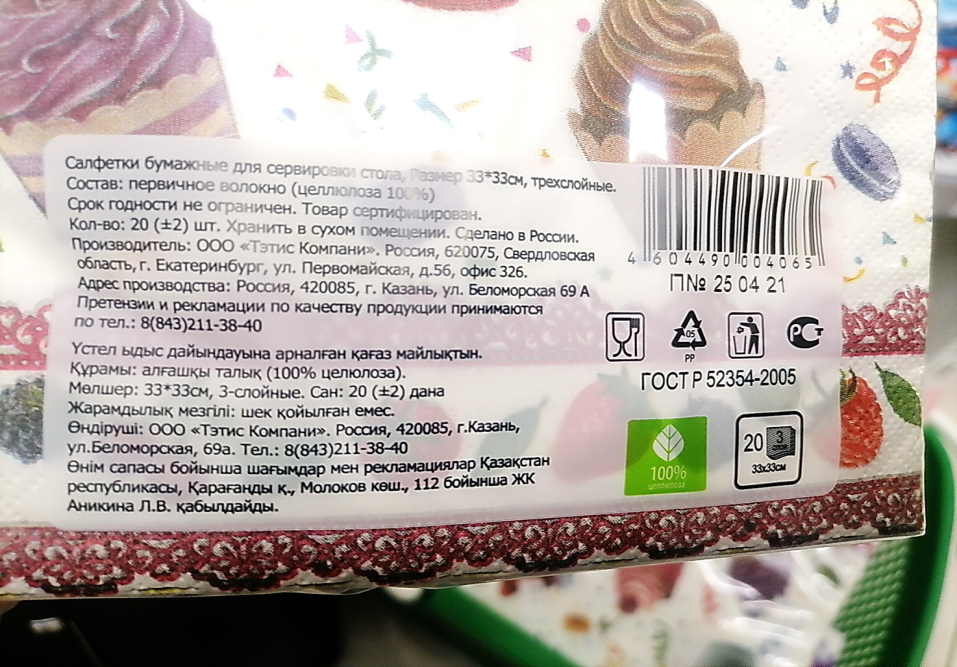 Салфетки бумажные для сервировки стола, Размер 33*33см, трехслойные.
Состав: первичное волокно (целлюлоза 100%)
Срок годности не ограничен. Товар сертифицирован.
Кол-во: 20 (±2) шт. Хранить в сухом помещении. Сделано в России.
Производитель: ООО «Тэтис Компани». Россия, 620075, Свердловская
область, г. Екатеринбург, ул. Первомайская, д.56, офис 326.
Адрес производства: Россия, 420085, г. Казань, ул. Беломорская 69 А
Претензии и рекламации по качеству продукции принимаются
по тел.: 8(843)211-38-40
Үстел ыдыс дайындауына арналған қағаз майлықтын.
Құрамы: алғашқы талық (100% целюлоза).
Мөлшер: 33*33см, 3-слойные. Сан: 20 (±2) дана
Жарамдылық мезгілі: шек қойылған емес.
Өндіруші: ООО «Тэтис Компани». Россия, 420085, г.Казань,
ул.Беломорская, 69а. Тел.: 8(843)211-38-40
Өнім сапасы бойынша шағымдар мен рекламациялар Қазақстан
республикасы, Қарағанды қ., Молоков көш., 112 бойынша ЖК
Аникина Л.В. қабылдайды.
4 604490 004065
П№ 25 04 21
05
PP
РСТ
ГОСТ Р 52354-2005
100%
целлюлоза
20
3
слоя
33х33см